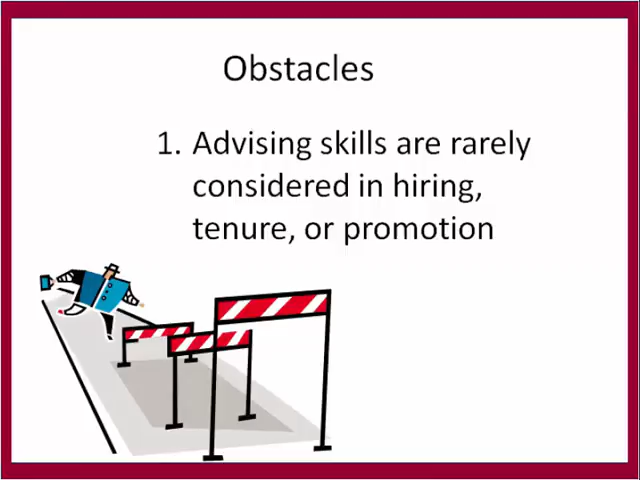 Obstacles
1. Advising skills are rarely
considered in hiring,
tenure, or promotion